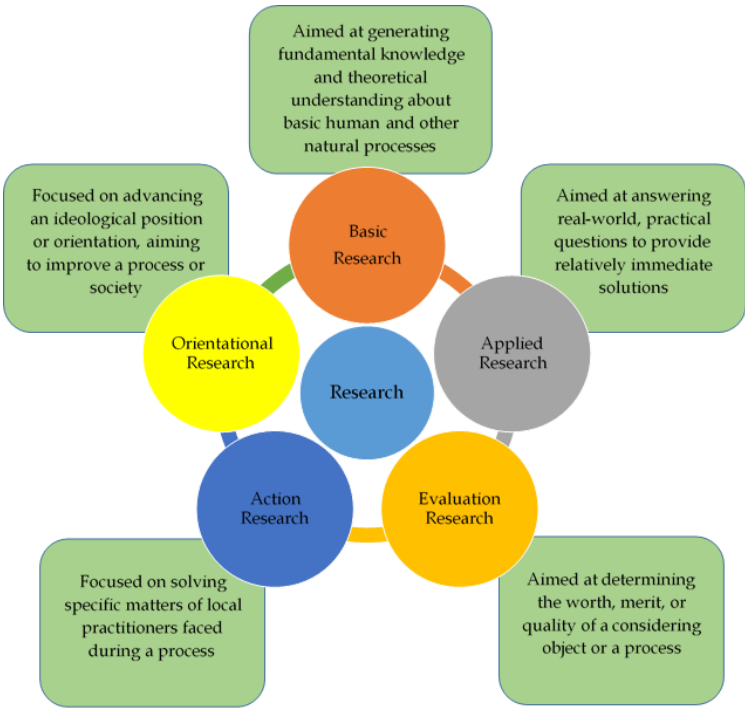 Aimed at generating
fundamental knowledge
and theoretical
understanding about
basic human and other
natural processes
Focused on advancing
an ideological position
or orientation, aiming
to improve a process or
society
Aimed at answering
real-world, practical
questions to provide
relatively immediate
solutions
Basic
Research
Orientational
Research
Applied
Research
Research
Action
Research
Evaluation
Research
Focused on solving
specific matters of local
practitioners faced
during a process
Aimed at determining
the worth, merit, or
quality of a considering
object or a process